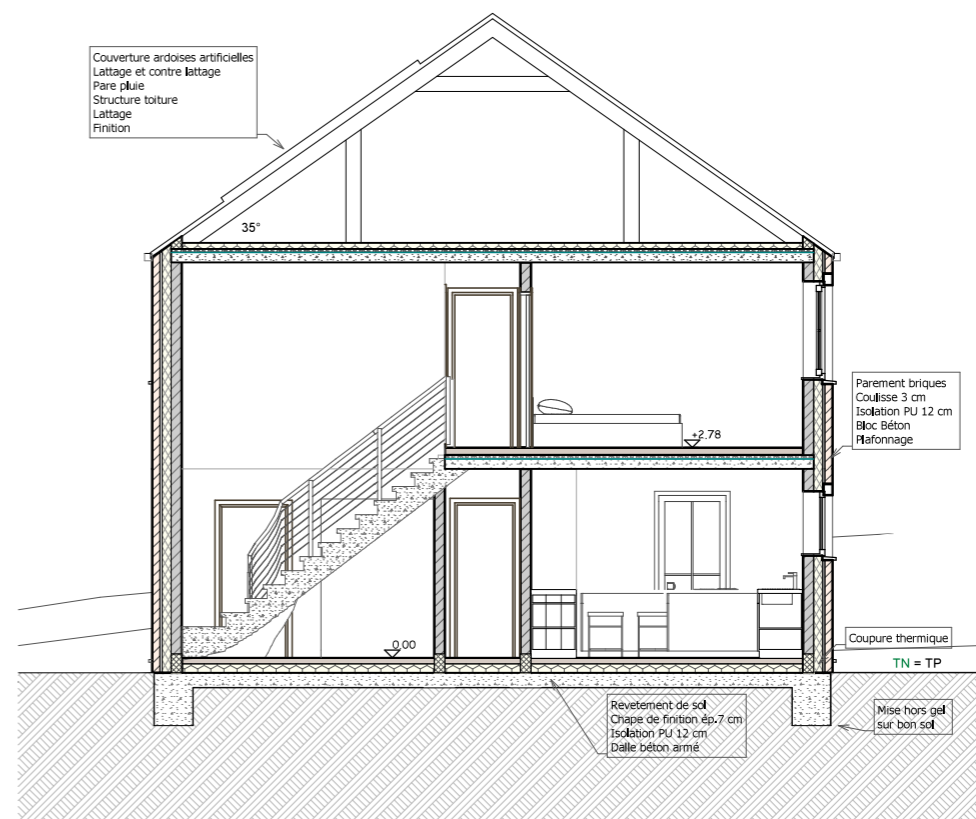 Couverture ardoises artificielles
Lattage et contre lattage
Pare pluie
Structure toiture
Lattage
Finition
35°
Parement briques
Coulisse 3 cm
Isolation PU 12 cm
Bloc Béton
Plafonnage
+2.78
0.00
Coupure thermique
TN = TP
Revetement de sol
Chape de finition ép.7 cm
Isolation PU 12 cm
Dalle béton armé
Mise hors gel
sur bon sol